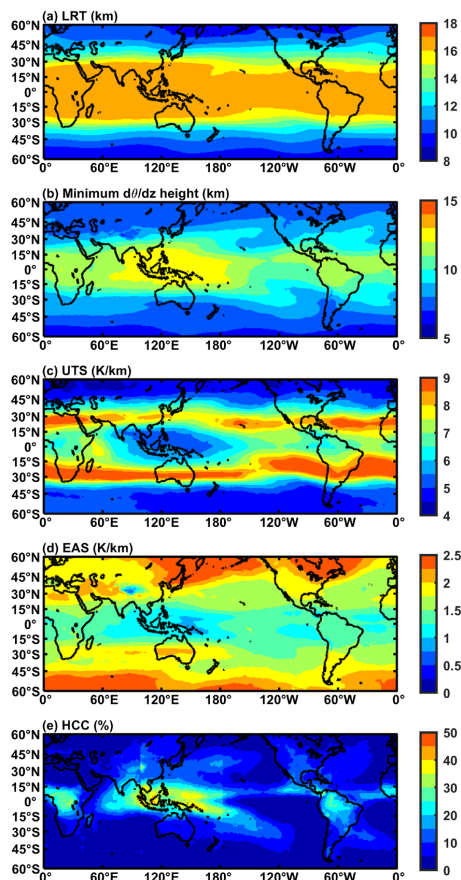 (a) LRT (km)
60°N
45°N
30°N
15°N
0°
15°S
30°S
45°S
60°S
0° 60°E 120°E 180° 120°W 60°W 0°
18
16
14
12
10
8
(b) Minimum dθ/dz height (km)
60°N
45°N
30°N
15°N
0°
15°S
30°S
45°S
60°S
0° 60°E 120°E 180° 120°W 60°W 0°
15
10
5
(c) UTS (K/km)
60°N
45°N
30°N
15°N
0°
15°S
30°S
45°S
60°S
0° 60°E 120°E 180° 120°W 60°W 0°
9
8
7
6
5
4
(d) EAS (K/km)
60°N
45°N
30°N
15°N
0°
15°S
30°S
45°S
60°S
0° 60°E 120°E 180° 120°W 60°W 0°
2.5
2
1.5
1
0.5
0
(e) HCC (%)
60°N
45°N
30°N
15°N
0°
15°S
30°S
45°S
60°S
0° 60°E 120°E 180° 120°W 60°W 0°
50
40
30
20
10
0